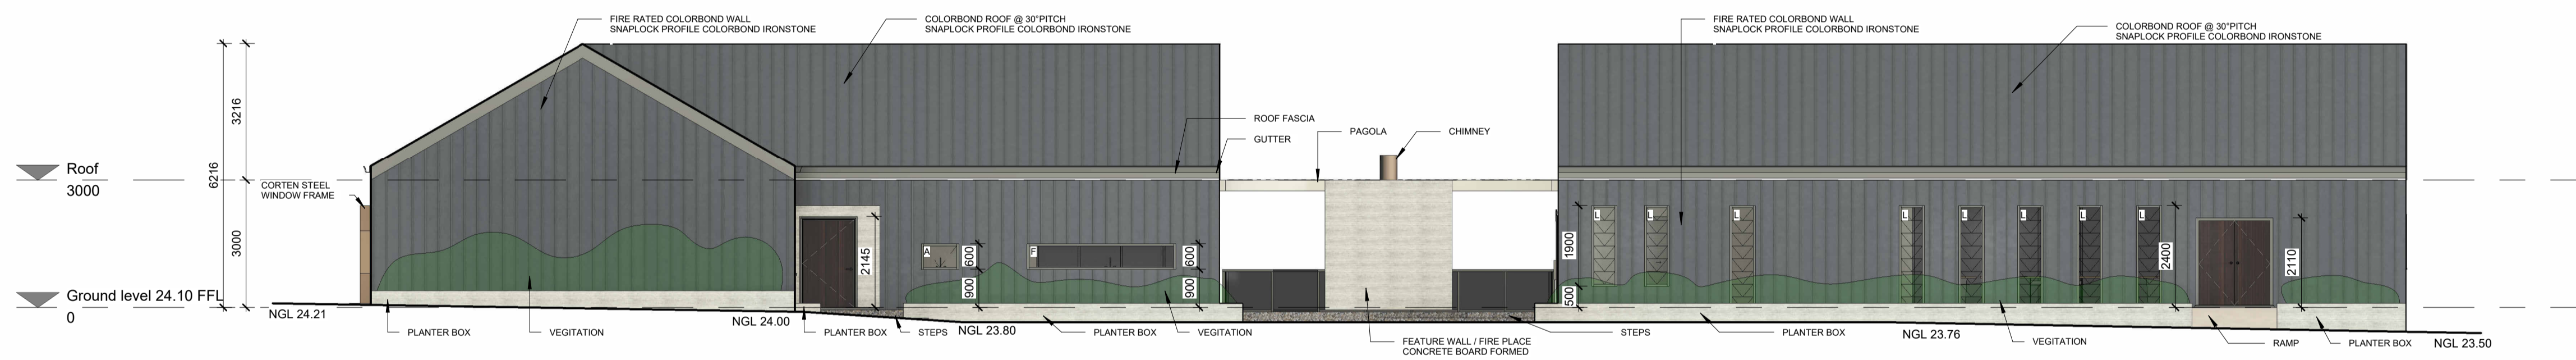 FIRE RATED COLORBOND WALL
SNAPLOCK PROFILE COLORBOND IRONSTONE
COLORBOND ROOF @ 30°PITCH
SNAPLOCK PROFILE COLORBOND IRONSTONE
FIRE RATED COLORBOND WALL
SNAPLOCK PROFILE COLORBOND IRONSTONE
COLORBOND ROOF @ 30°PITCH
SNAPLOCK PROFILE COLORBOND IRONSTONE
3216
6216
3000
ROOF FASCIA
GUTTER
PAGOLA
CHIMNEY
Roof
3000
CORTEN STEEL
WINDOW FRAME
2145
A
600
900
F
600
900
1900
500
L
L
L
L
L
L
L
L
2400
2110
Ground level 24.10 FFL
0
NGL 24.21
NGL 24.00
NGL 23.80
NGL 23.76
NGL 23.50
PLANTER BOX
VEGITATION
PLANTER BOX
STEPS
PLANTER BOX
VEGITATION
FEATURE WALL / FIRE PLACE
CONCRETE BOARD FORMED
STEPS
PLANTER BOX
VEGITATION
RAMP
PLANTER BOX